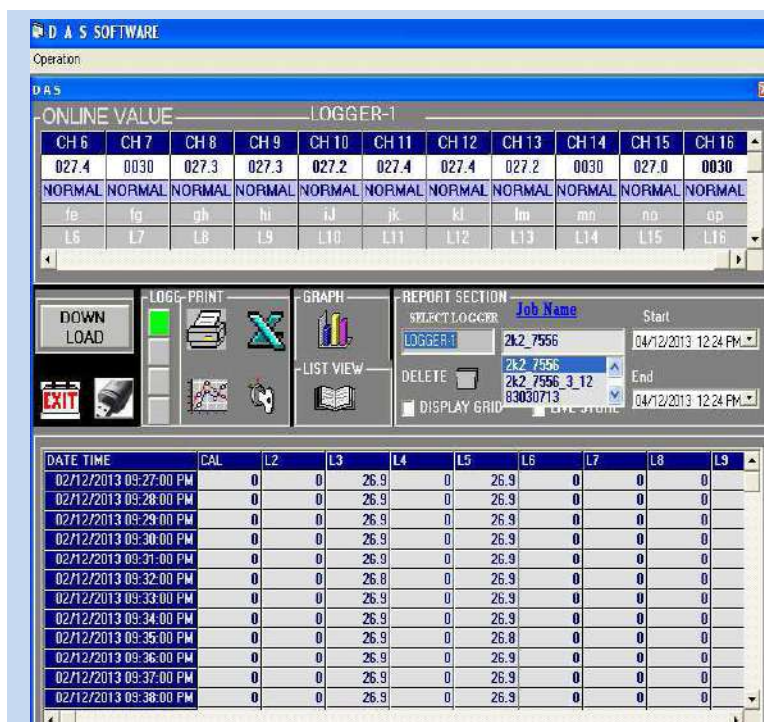 D A S SOFTWARE
Operation
DAS
ONLINE VALUE LOGGER-1
CH 6 CH 7 CH 8 CH 9 CH 10 CH 11 CH 12 CH 13 CH 14 CH 15 CH 16
027.4 0030 027.3 027.3 027.2 027.4 027.4 027.2 0030 027.0 0030
NORMAL NORMAL NORMAL NORMAL NORMAL NORMAL NORMAL NORMAL NORMAL NORMAL NORMAL
fe fg gh hi iJ jk kl lm mn no op
L6 L7 L8 L9 L10 L11 L12 L13 L14 L15 L16
DOWN LOAD
LOGG
PRINT
GRAPH
LIST VIEW
EXIT
REPORT SECTION
SELECT LOGGER Job Name Start
LOGGER-1 2k2_7556 04/12/2013 12:24 PM
2k2_7556
2k2_7556_3_12
83030713
DELETE End
04/12/2013 12:24 PM
DISPLAY GRID LIVE STORE
DATE TIME CAL L2 L3 L4 L5 L6 L7 L8 L9
02/12/2013 09:27:00 PM 0 0 26.9 0 26.9 0 0 0
02/12/2013 09:28:00 PM 0 0 26.9 0 26.9 0 0 0
02/12/2013 09:29:00 PM 0 0 26.9 0 26.9 0 0 0
02/12/2013 09:30:00 PM 0 0 26.9 0 26.9 0 0 0
02/12/2013 09:31:00 PM 0 0 26.9 0 26.9 0 0 0
02/12/2013 09:32:00 PM 0 0 26.8 0 26.9 0 0 0
02/12/2013 09:33:00 PM 0 0 26.9 0 26.9 0 0 0
02/12/2013 09:34:00 PM 0 0 26.9 0 26.9 0 0 0
02/12/2013 09:35:00 PM 0 0 26.9 0 26.8 0 0 0
02/12/2013 09:36:00 PM 0 0 26.9 0 26.9 0 0 0
02/12/2013 09:37:00 PM 0 0 26.9 0 26.9 0 0 0
02/12/2013 09:38:00 PM 0 0 26.9 0 26.9 0 0 0